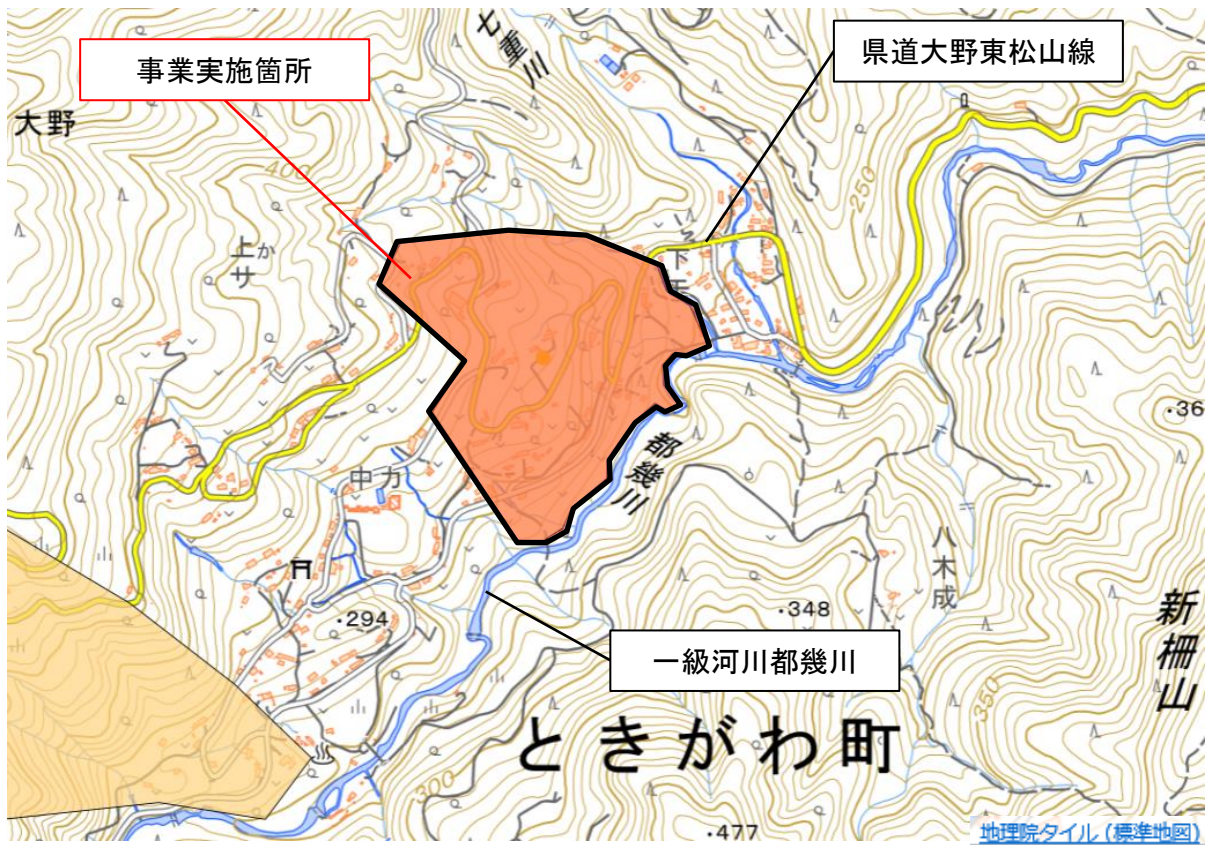 事業実施箇所
県道大野東松山線
七重川
大野
400
250
上サ
か
中力
都幾川
・36
八木成
新柵山
・294
・348
一級河川都幾川
350
ときがわ町
300
・477
地理院タイル (標準地図)